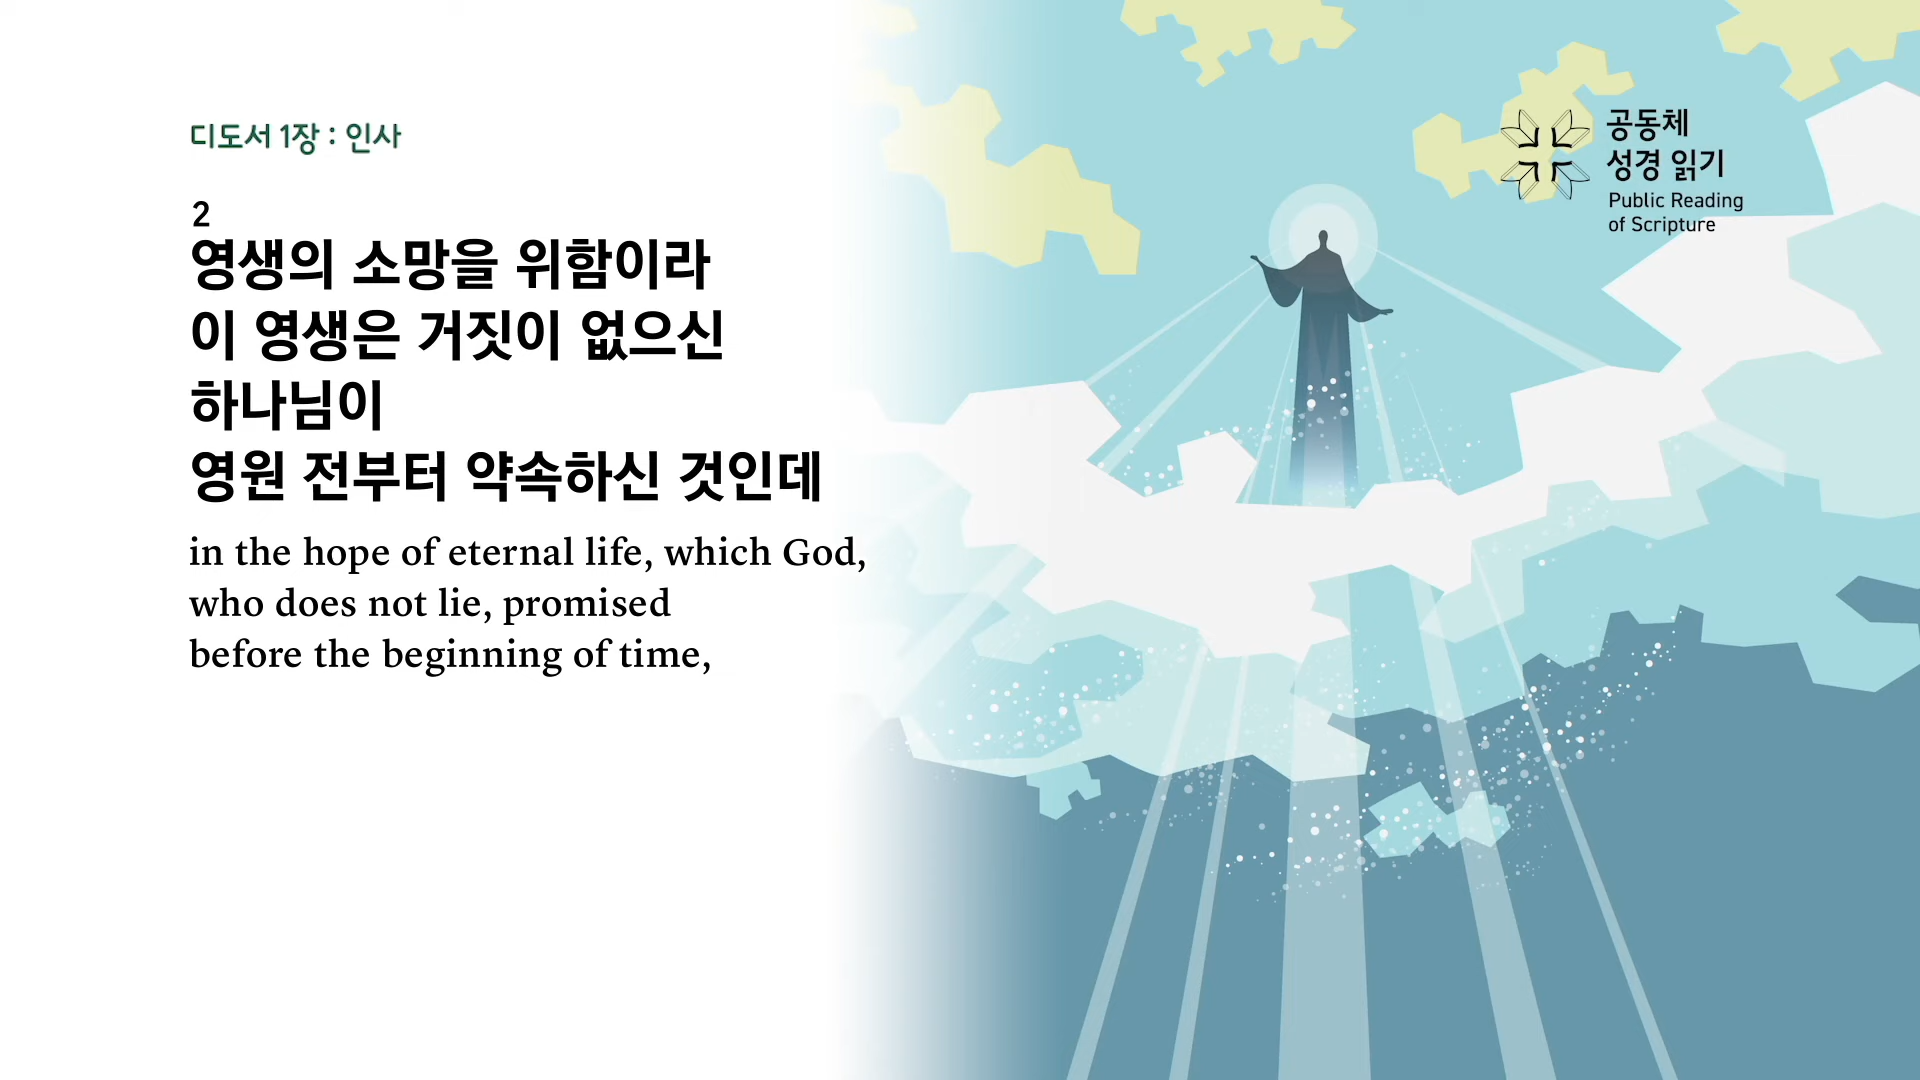 디도서 1장 : 인사
2
영생의 소망을 위함이라
이 영생은 거짓이 없으신
하나님이
영원 전부터 약속하신 것인데
in the hope of eternal life, which God,
who does not lie, promised
before the beginning of time,
공동체
성경 읽기
Public Reading
of Scripture